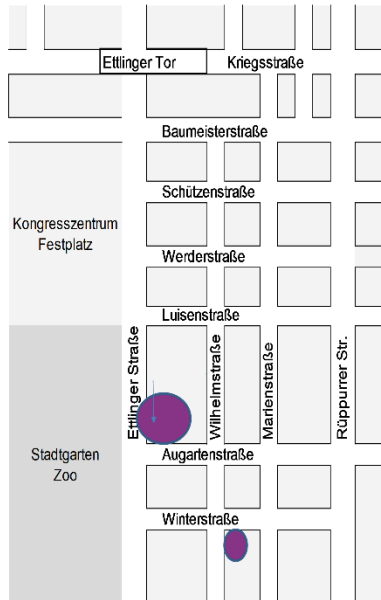 Ettlinger Tor
Kriegsstraße
Baumeisterstraße
Schützenstraße
Kongresszentrum
Festplatz
Werderstraße
Luisenstraße
Ettlinger Straße
Wilhelmstraße
Marienstraße
Rüppurrer Str.
Stadtgarten
Zoo
Augartenstraße
Winterstraße